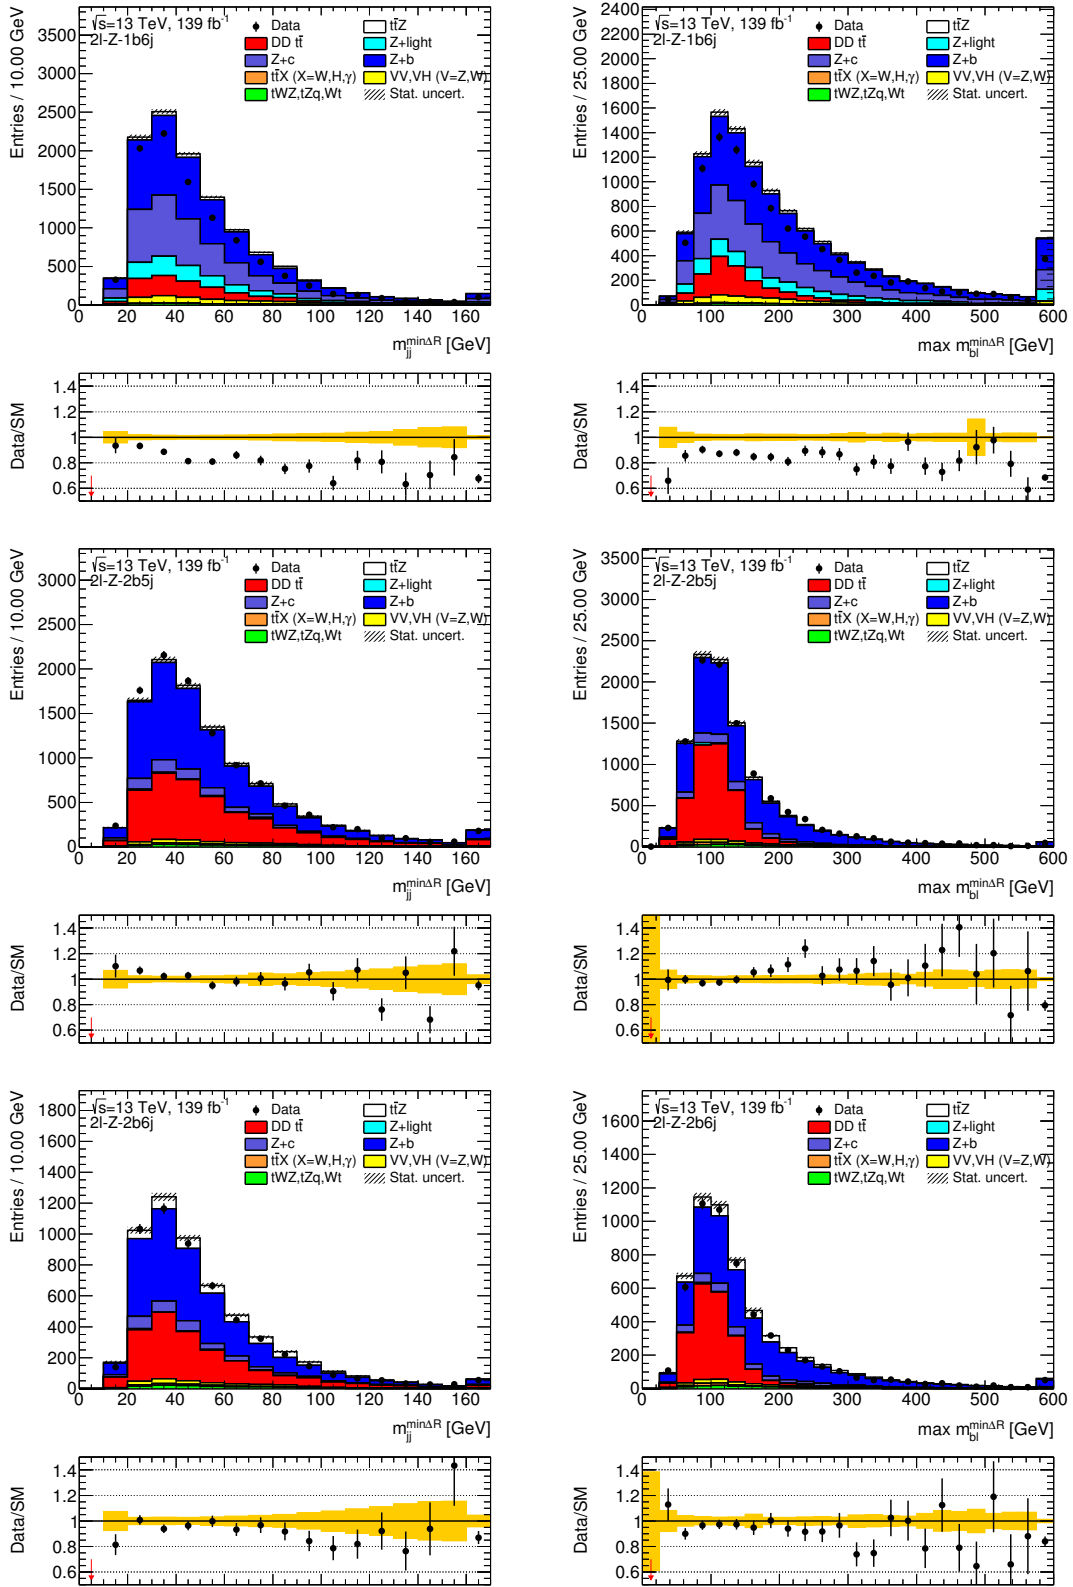 √s=13 TeV, 139 fb⁻¹
2l-Z-1b6j
Data
tt̄Z
DD tt̄
Z+light
Z+c
Z+b
tt̄X (X=W,H,γ)
VV,VH (V=Z,W)
tWZ,tZq,Wt
Stat. uncert.
Entries / 10.00 GeV
0 500 1000 1500 2000 2500 3000
0 20 40 60 80 100 120 140 160
m_jj^minΔR [GeV]
Data/SM
0.6 0.8 1 1.2 1.4
√s=13 TeV, 139 fb⁻¹
2l-Z-1b6j
Data
tt̄Z
DD tt̄
Z+light
Z+c
Z+b
tt̄X (X=W,H,γ)
VV,VH (V=Z,W)
tWZ,tZq,Wt
Stat. uncert.
Entries / 25.00 GeV
0 200 400 600 800 1000 1200 1400 1600 1800 2000 2200 2400
0 100 200 300 400 500 600
max m_bl^minΔR [GeV]
Data/SM
0.6 0.8 1 1.2 1.4
√s=13 TeV, 139 fb⁻¹
2l-Z-2b5j
Data
tt̄Z
DD tt̄
Z+light
Z+c
Z+b
tt̄X (X=W,H,γ)
VV,VH (V=Z,W)
tWZ,tZq,Wt
Stat. uncert.
Entries / 10.00 GeV
0 500 1000 1500 2000 2500 3000
0 20 40 60 80 100 120 140 160
m_jj^minΔR [GeV]
Data/SM
0.6 0.8 1 1.2 1.4
√s=13 TeV, 139 fb⁻¹
2l-Z-2b5j
Data
tt̄Z
DD tt̄
Z+light
Z+c
Z+b
tt̄X (X=W,H,γ)
VV,VH (V=Z,W)
tWZ,tZq,Wt
Stat. uncert.
Entries / 25.00 GeV
0 500 1000 1500 2000 2500 3000 3500
0 100 200 300 400 500 600
max m_bl^minΔR [GeV]
Data/SM
0.6 0.8 1 1.2 1.4
√s=13 TeV, 139 fb⁻¹
2l-Z-2b6j
Data
tt̄Z
DD tt̄
Z+light
Z+c
Z+b
tt̄X (X=W,H,γ)
VV,VH (V=Z,W)
tWZ,tZq,Wt
Stat. uncert.
Entries / 10.00 GeV
0 200 400 600 800 1000 1200 1400 1600 1800
0 20 40 60 80 100 120 140 160
m_jj^minΔR [GeV]
Data/SM
0.6 0.8 1 1.2 1.4
√s=13 TeV, 139 fb⁻¹
2l-Z-2b6j
Data
tt̄Z
DD tt̄
Z+light
Z+c
Z+b
tt̄X (X=W,H,γ)
VV,VH (V=Z,W)
tWZ,tZq,Wt
Stat. uncert.
Entries / 25.00 GeV
0 200 400 600 800 1000 1200 1400 1600
0 100 200 300 400 500 600
max m_bl^minΔR [GeV]
Data/SM
0.6 0.8 1 1.2 1.4